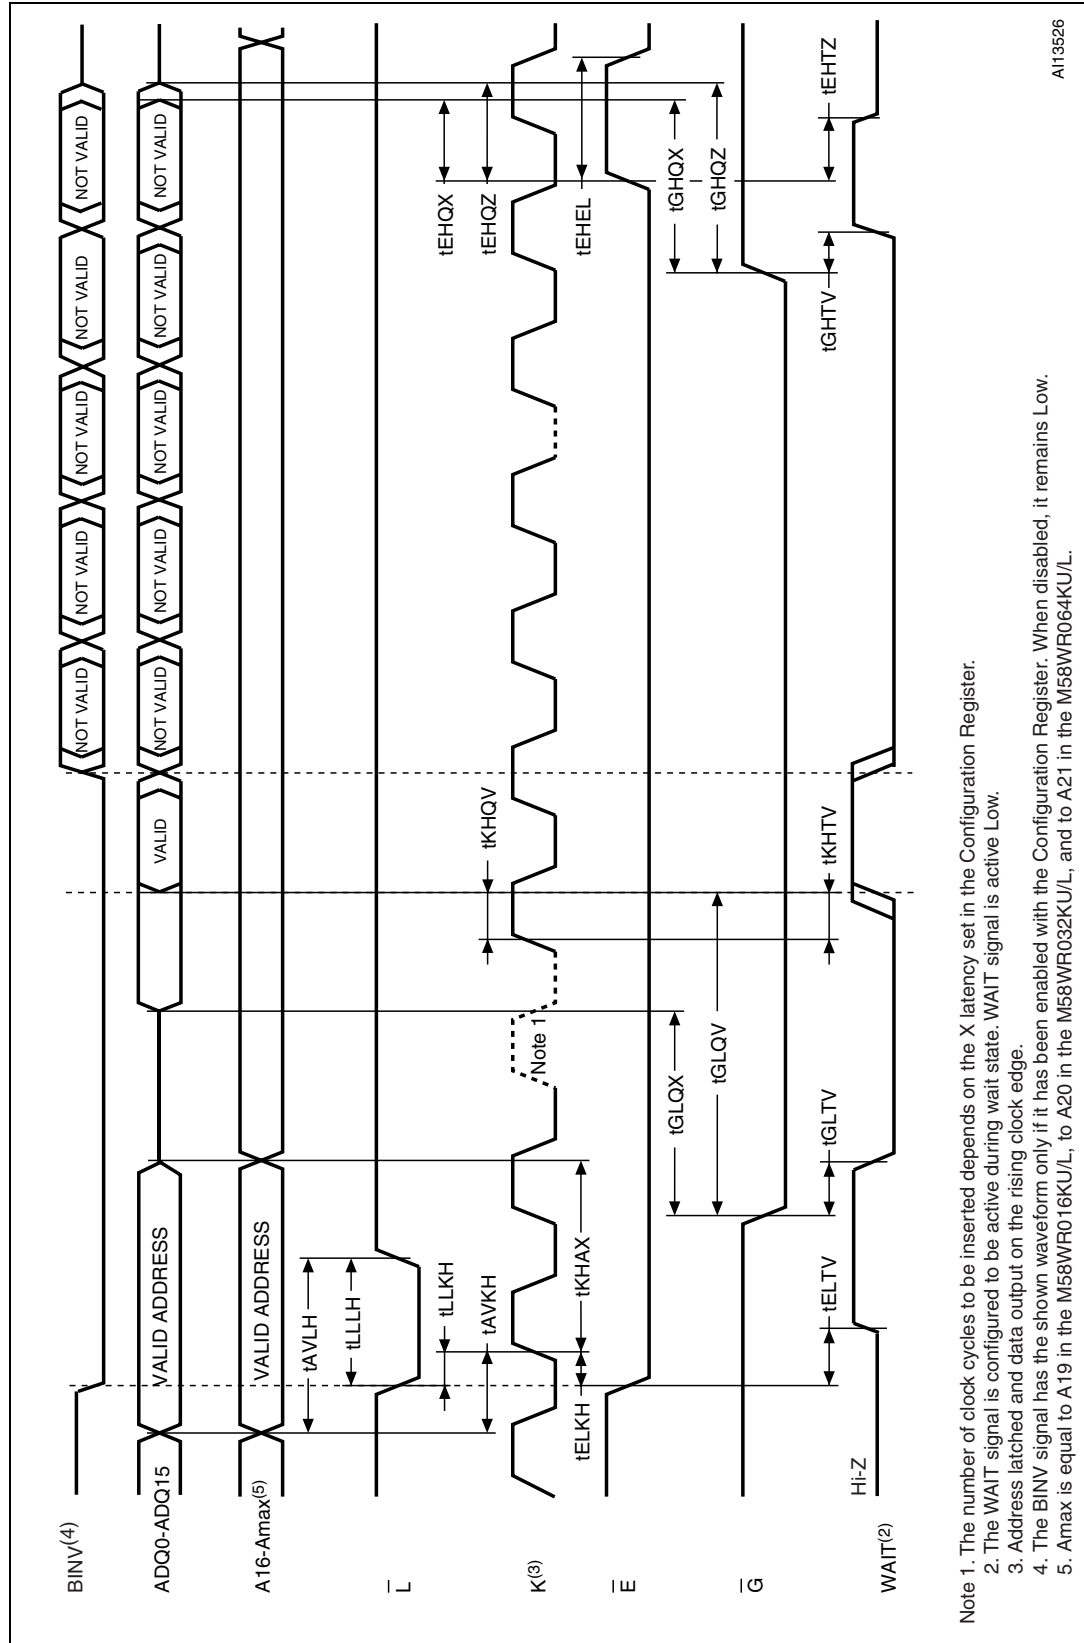 BINV(4)
NOT VALID
NOT VALID
NOT VALID
NOT VALID
NOT VALID
ADQ0-ADQ15
VALID ADDRESS
VALID
NOT VALID
NOT VALID
NOT VALID
NOT VALID
NOT VALID
A16-Amax(5)
VALID ADDRESS
tAVLH
L
tLLLH
tLLKH
tEHQX
tAVKH
tKHQV
tEHQZ
K(3)
Note 1
tELKH
tKHAX
tEHEL
E
tGLQX
tGHQX
tGLQV
tGHQZ
G
tELTV
tGLTV
tKHTV
tGHTV
tEHTZ
Hi-Z
WAIT(2)
AI13526
Note 1. The number of clock cycles to be inserted depends on the X latency set in the Configuration Register.
2. The WAIT signal is configured to be active during wait state. WAIT signal is active Low.
3. Address latched and data output on the rising clock edge.
4. The BINV signal has the shown waveform only if it has been enabled with the Configuration Register. When disabled, it remains Low.
5. Amax is equal to A19 in the M58WR016KU/L, to A20 in the M58WR032KU/L, and to A21 in the M58WR064KU/L.